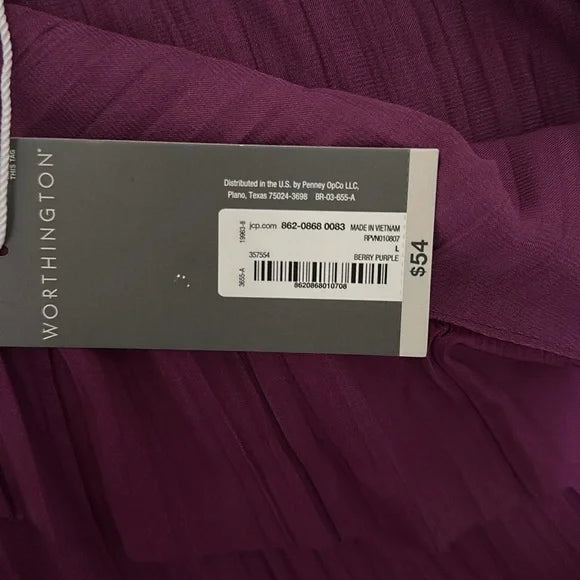 THIS TAG
WORTHINGTON®
Distributed in the U.S. by Penney OpCo LLC,
Plano, Texas 75024-3698 BR-03-655-A
jcp.com 862-0868 0083 MADE IN VIETNAM
RPVN010807
L
357554 BERRY PURPLE
8620868010708
19963-8
3655-A
$54